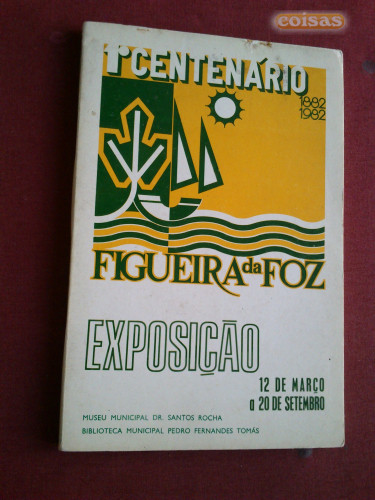 coisas
1º CENTENÁRIO
1882
1982
FIGUEIRA da FOZ
EXPOSIÇÃO
12 DE MARÇO
a 20 DE SETEMBRO
MUSEU MUNICIPAL DR. SANTOS ROCHA
BIBLIOTECA MUNICIPAL PEDRO FERNANDES TOMÁS